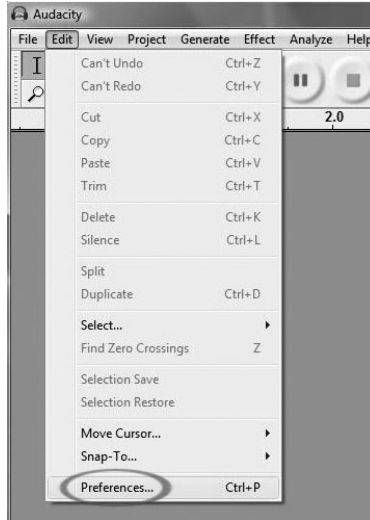 Audacity
File Edit View Project Generate Effect Analyze Help
Can't Undo Ctrl+Z
Can't Redo Ctrl+Y
2.0
Cut Ctrl+X
Copy Ctrl+C
Paste Ctrl+V
Trim Ctrl+T
Delete Ctrl+K
Silence Ctrl+L
Split
Duplicate Ctrl+D
Select...
Find Zero Crossings Z
Selection Save
Selection Restore
Move Cursor...
Snap-To...
Preferences... Ctrl+P